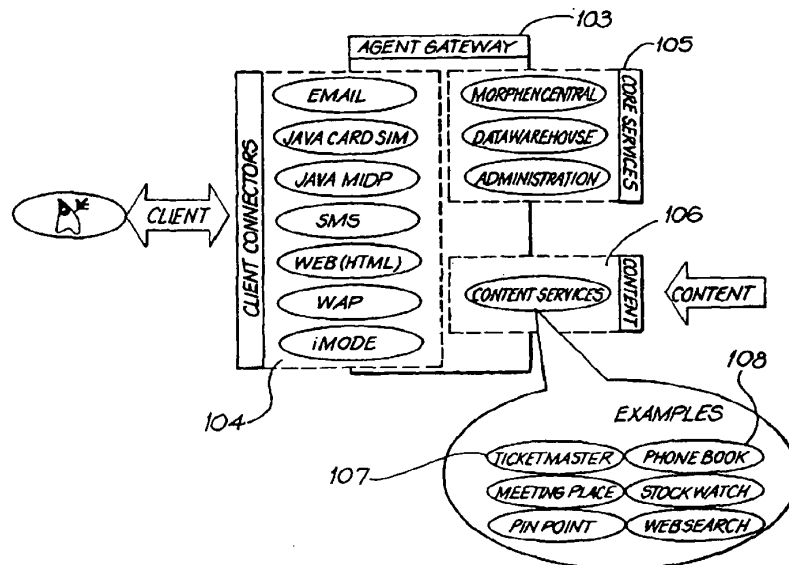 103
AGENT GATEWAY
105
CLIENT CONNECTORS
EMAIL
JAVA CARD SIM
JAVA MIDP
SMS
WEB (HTML)
WAP
iMODE
104
CLIENT
MORPHEN CENTRAL
DATAWAREHOUSE
ADMINISTRATION
CORE SERVICES
106
CONTENT SERVICES
CONTENT
CONTENT
108
EXAMPLES
107
TICKETMASTER
PHONE BOOK
MEETING PLACE
STOCK WATCH
PIN POINT
WEBSEARCH